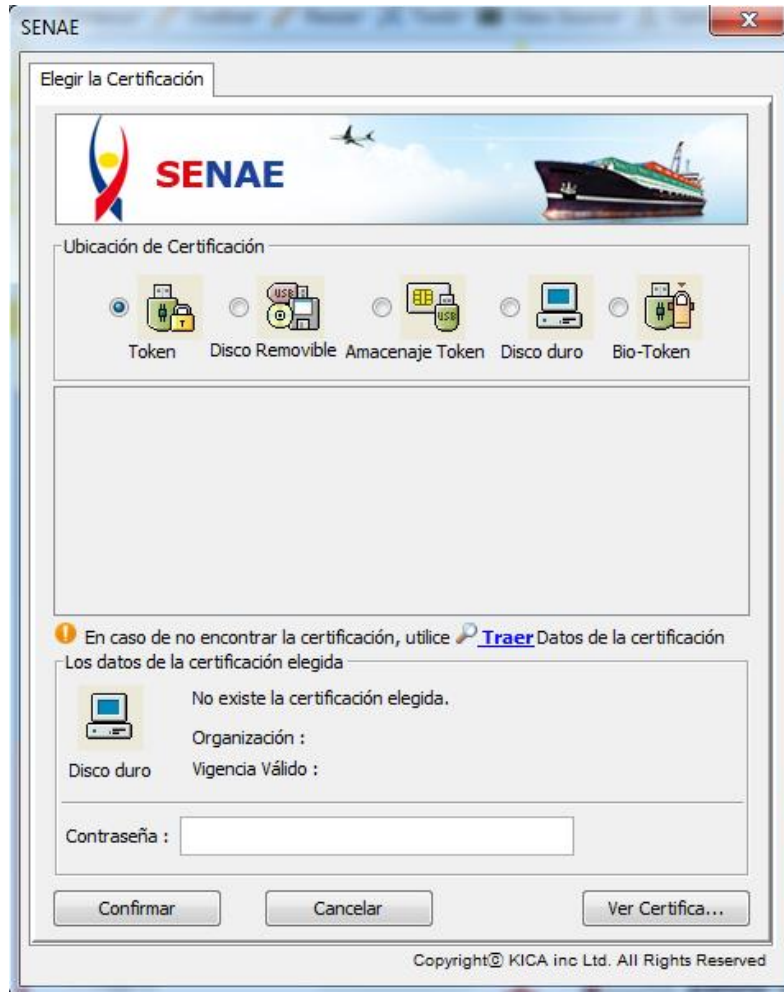 SENAE
X
Elegir la Certificación
SENAE
Ubicación de Certificación
USB
USB
Token Disco Removible Amacenaje Token Disco duro Bio-Token
En caso de no encontrar la certificación, utilice Traer Datos de la certificación
Los datos de la certificación elegida
No existe la certificación elegida.
Organización :
Disco duro Vigencia Válido :
Contraseña :
Confirmar Cancelar Ver Certifica...
Copyright© KICA inc Ltd. All Rights Reserved